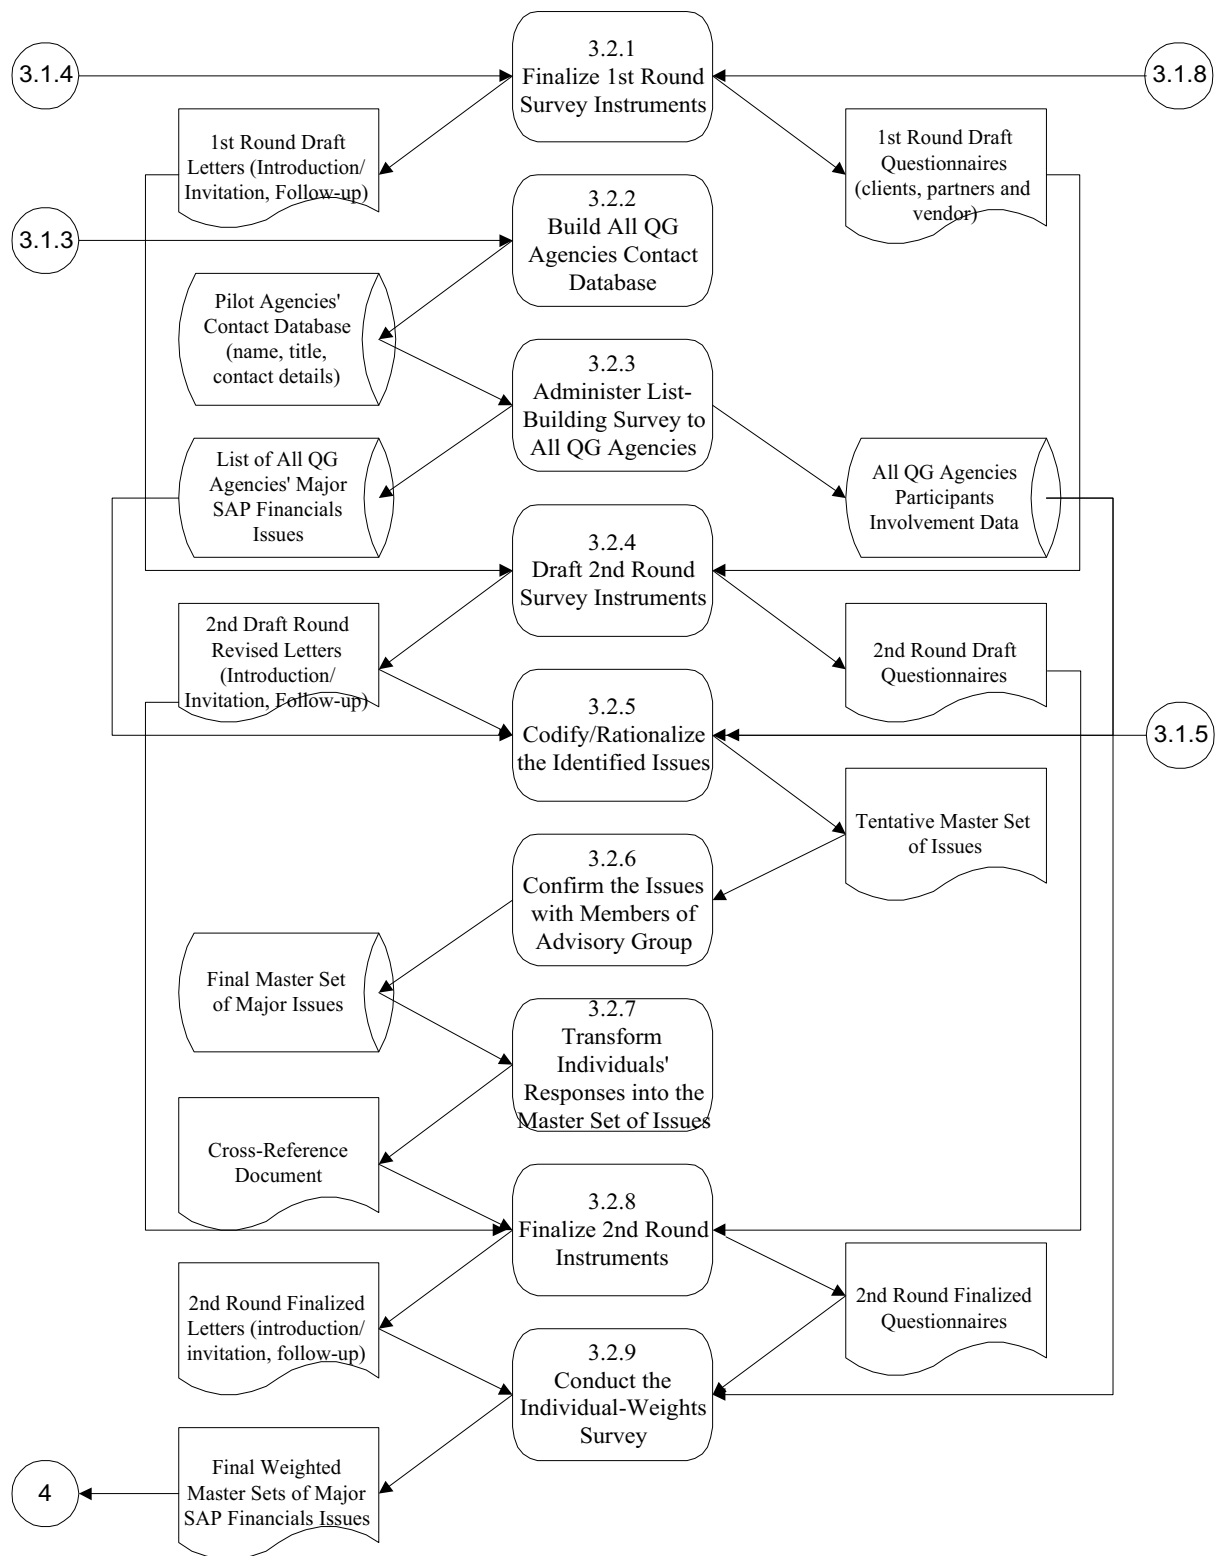 3.1.4
3.2.1
Finalize 1st Round
Survey Instruments
3.1.8
1st Round Draft
Letters (Introduction/
Invitation, Follow-up)
1st Round Draft
Questionnaires
(clients, partners and
vendor)
3.1.3
3.2.2
Build All QG
Agencies Contact
Database
Pilot Agencies'
Contact Database
(name, title,
contact details)
3.2.3
Administer List-
Building Survey to
All QG Agencies
List of All QG
Agencies' Major
SAP Financials
Issues
All QG Agencies
Participants
Involvement Data
3.2.4
Draft 2nd Round
Survey Instruments
2nd Draft Round
Revised Letters
(Introduction/
Invitation, Follow-up)
2nd Round Draft
Questionnaires
3.2.5
Codify/Rationalize
the Identified Issues
3.1.5
Tentative Master Set
of Issues
3.2.6
Confirm the Issues
with Members of
Advisory Group
Final Master Set
of Major Issues
3.2.7
Transform
Individuals'
Responses into the
Master Set of Issues
Cross-Reference
Document
3.2.8
Finalize 2nd Round
Instruments
2nd Round Finalized
Letters (introduction/
invitation, follow-up)
2nd Round Finalized
Questionnaires
3.2.9
Conduct the
Individual-Weights
Survey
4
Final Weighted
Master Sets of Major
SAP Financials Issues